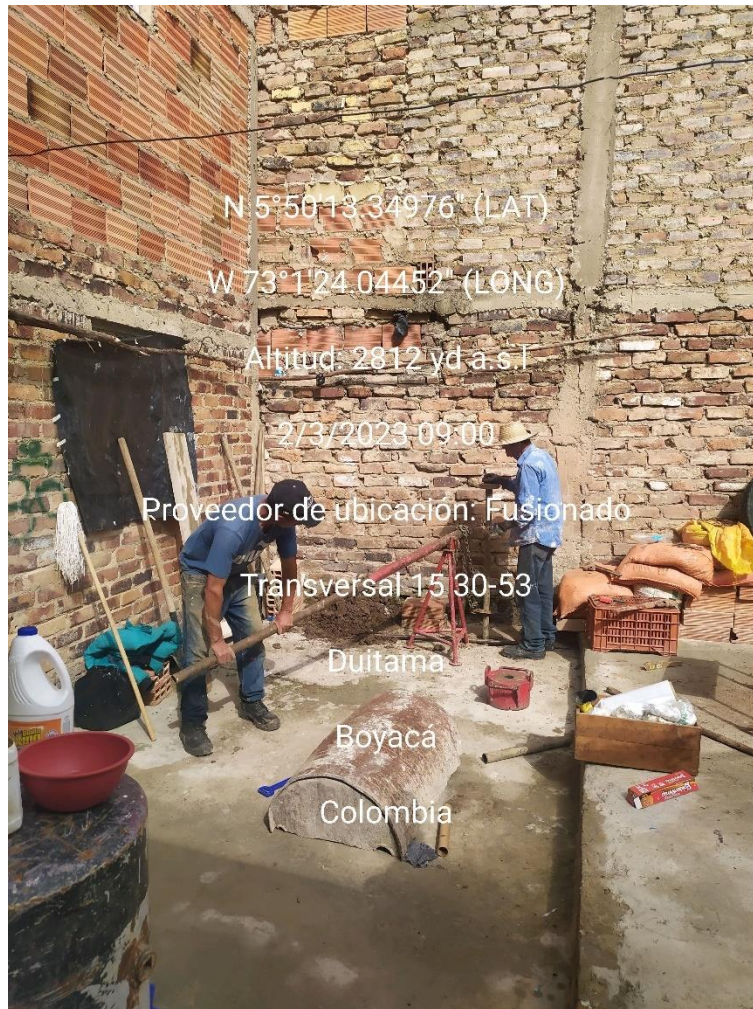 N 5°50'13.34976" (LAT)
W 73°1'24.04452" (LONG)
Altitud: 2812 yd a.s.l
2/3/2023 09:00
Proveedor de ubicación: Fusionado
Transversal 15 30-53
Duitama
Boyacá
Colombia